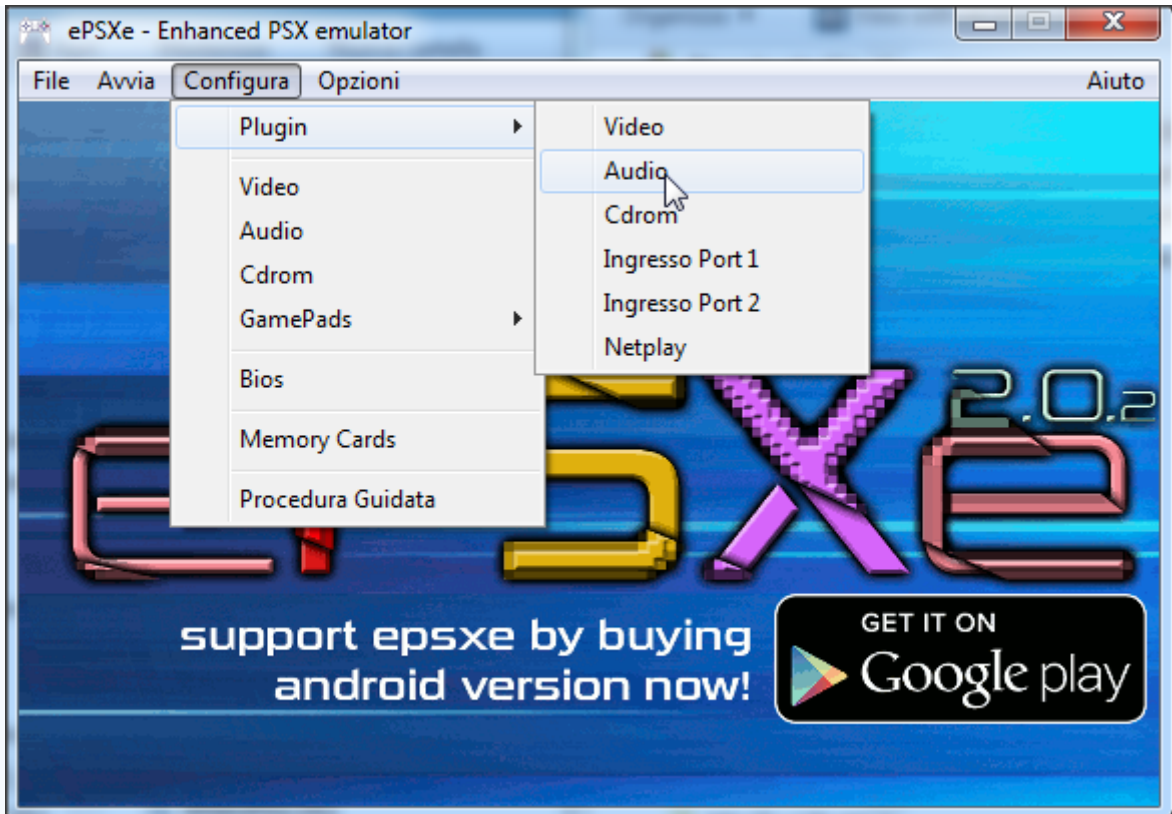 ePSXe - Enhanced PSX emulator
File Avvia Configura Opzioni Aiuto
Plugin
Video
Audio
Cdrom
GamePads
Bios
Memory Cards
Procedura Guidata
Video
Audio
Cdrom
Ingresso Port 1
Ingresso Port 2
Netplay
ePSXe 2.0.2
support epsxe by buying
android version now!
GET IT ON
Google play